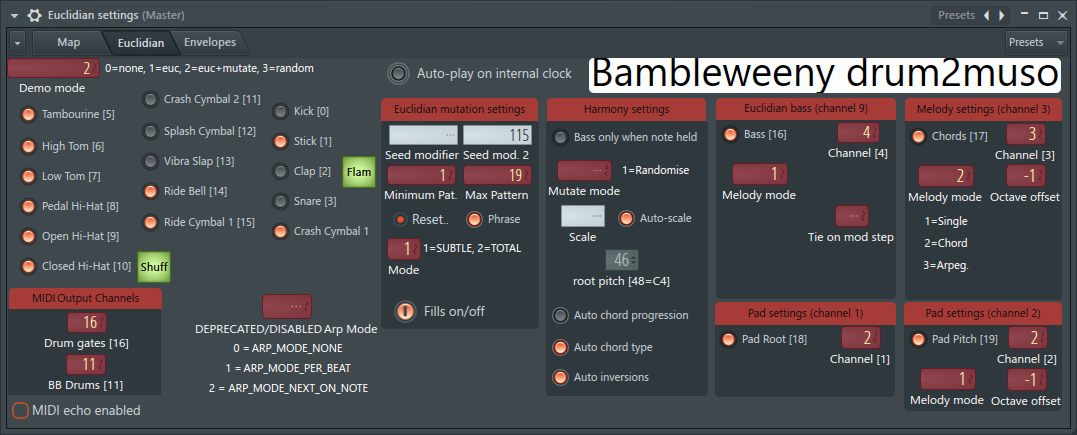 Euclidian settings (Master)
Presets
Map
Euclidian
Envelopes
Presets
2
0=none, 1=euc, 2=euc+mutate, 3=random
Demo mode
Auto-play on internal clock
Bambleweeny drum2muso
Tambourine [5]
High Tom [6]
Low Tom [7]
Pedal Hi-Hat [8]
Open Hi-Hat [9]
Closed Hi-Hat [10]
Shuff
Crash Cymbal 2 [11]
Splash Cymbal [12]
Vibra Slap [13]
Ride Bell [14]
Ride Cymbal 1 [15]
Kick [0]
Stick [1]
Clap [2]
Flam
Snare [3]
Crash Cymbal 1
MIDI Output Channels
16
Drum gates [16]
11
BB Drums [11]
MIDI echo enabled
...
DEPRECATED/DISABLED Arp Mode
0 = ARP_MODE_NONE
1 = ARP_MODE_PER_BEAT
2 = ARP_MODE_NEXT_ON_NOTE
Euclidian mutation settings
... 115
Seed modifier Seed mod. 2
1 19
Minimum Pat. Max Pattern
Reset.. Phrase
1 1=SUBTLE, 2=TOTAL
Mode
Fills on/off
Harmony settings
Bass only when note held
... 1=Randomise
Mutate mode
... Auto-scale
Scale
46
root pitch [48=C4]
Auto chord progression
Auto chord type
Auto inversions
Euclidian bass (channel 9)
Bass [16] 4
Channel [4]
1
Melody mode
...
Tie on mod step
Pad settings (channel 1)
Pad Root [18] 2
Channel [1]
Melody settings (channel 3)
Chords [17] 3
Channel [3]
2 -1
Melody mode Octave offset
1=Single
2=Chord
3=Arpeg.
Pad settings (channel 2)
Pad Pitch [19] 2
Channel [2]
1 -1
Melody mode Octave offset